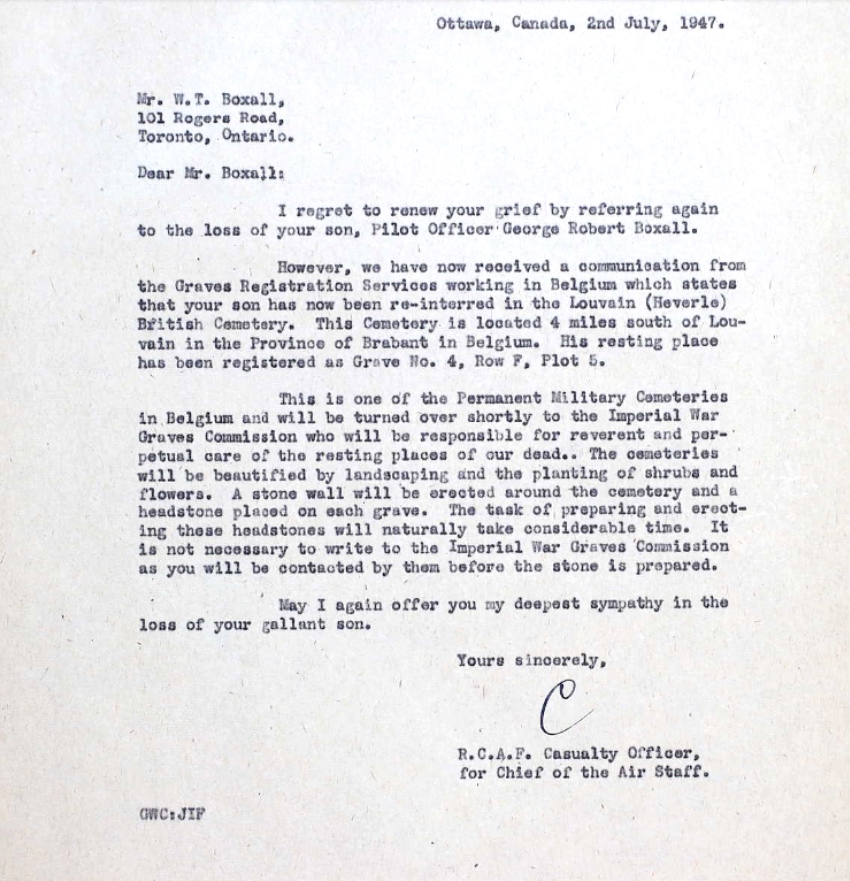 Ottawa, Canada, 2nd July, 1947.
Mr. W.T. Boxall,
101 Rogers Road,
Toronto, Ontario.
Dear Mr. Boxall:
I regret to renew your grief by referring again
to the loss of your son, Pilot Officer George Robert Boxall.
However, we have now received a communication from
the Graves Registration Services working in Belgium which states
that your son has now been re-interred in the Louvain (Heverle)
British Cemetery. This Cemetery is located 4 miles south of Lou-
vain in the Province of Brabant in Belgium. His resting place
has been registered as Grave No. 4, Row F, Plot 5.
This is one of the Permanent Military Cemeteries
in Belgium and will be turned over shortly to the Imperial War
Graves Commission who will be responsible for reverent and per-
petual care of the resting places of our dead.. The cemeteries
will be beautified by landscaping and the planting of shrubs and
flowers. A stone wall will be erected around the cemetery and a
headstone placed on each grave. The task of preparing and erect-
ing these headstones will naturally take considerable time. It
is not necessary to write to the Imperial War Graves Commission
as you will be contacted by them before the stone is prepared.
May I again offer you my deepest sympathy in the
loss of your gallant son.
Yours sincerely,
C
R.C.A.F. Casualty Officer,
for Chief of the Air Staff.
GWC:JIF